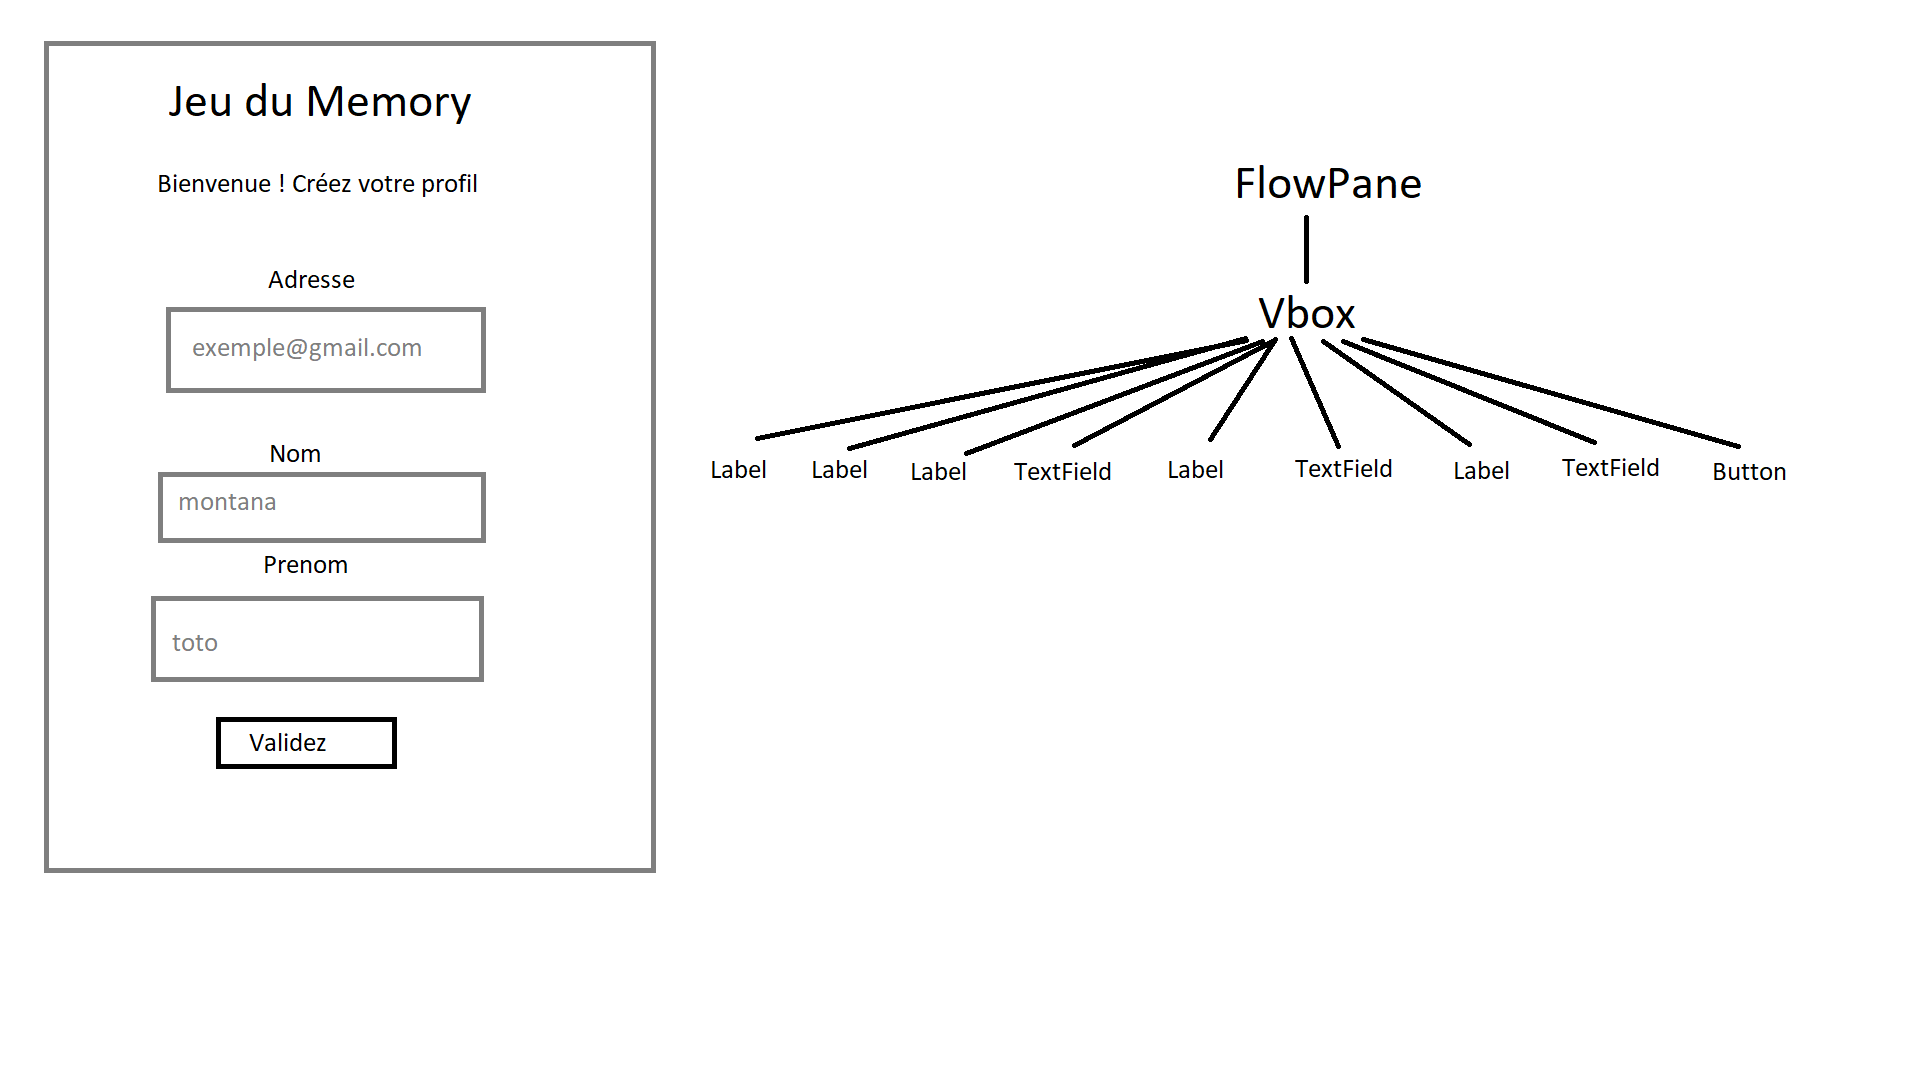 Jeu du Memory
Bienvenue ! Créez votre profil
Adresse
exemple@gmail.com
Nom
montana
Prenom
toto
Validez
FlowPane
Vbox
Label Label Label TextField Label TextField Label TextField Button